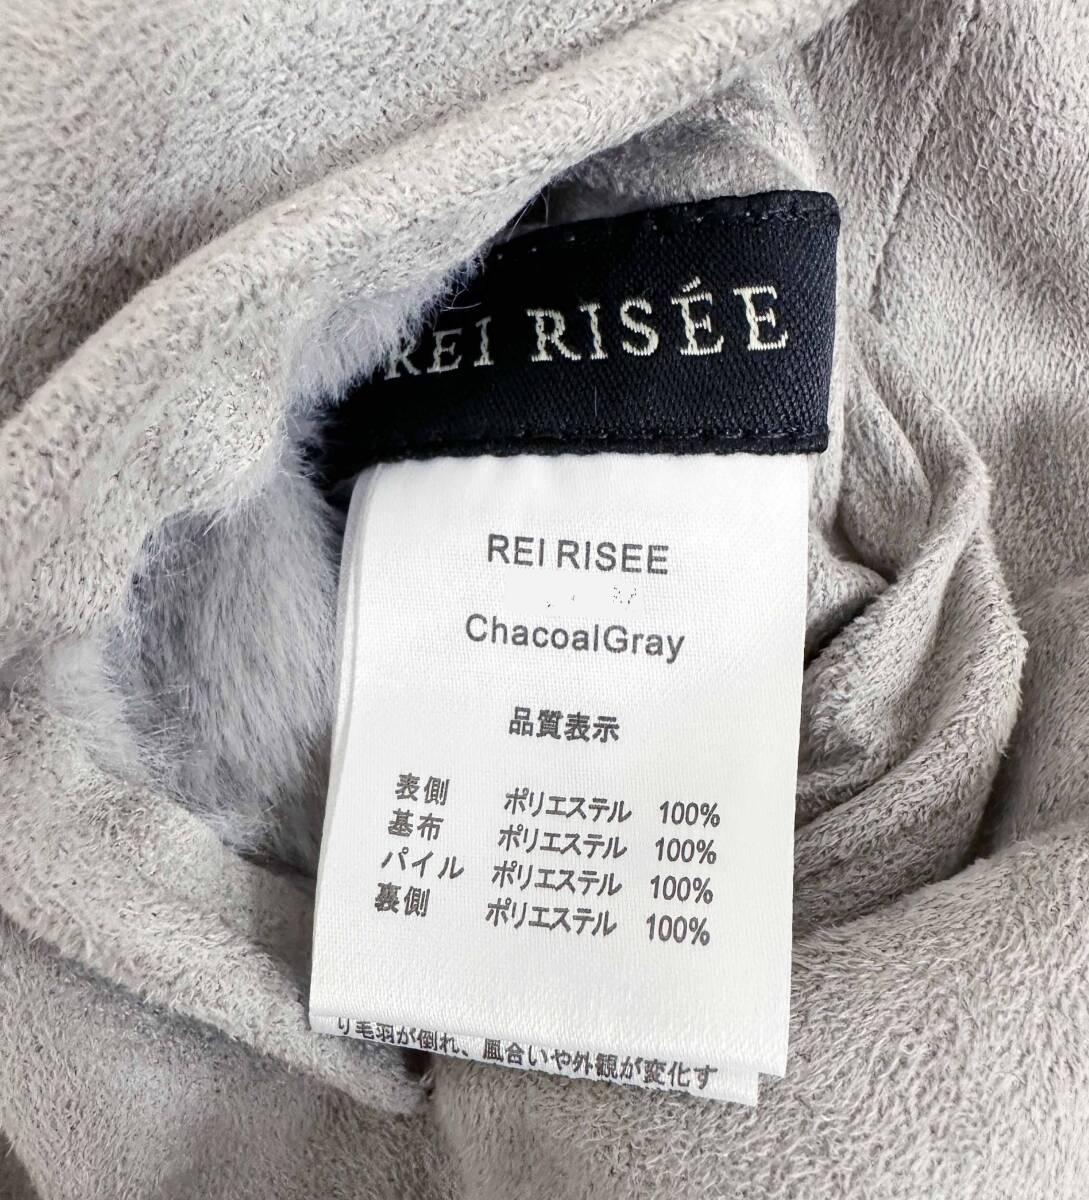 REI RISÉE
REI RISEE
ChacoalGray
品質表示
表側 ポリエステル 100%
基布 ポリエステル 100%
パイル ポリエステル 100%
裏側 ポリエステル 100%
り毛羽が倒れ、風合いや外観が変化す